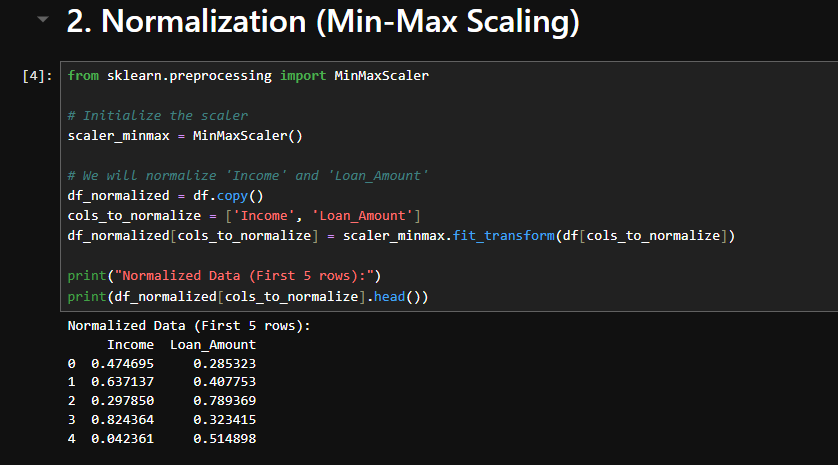 2. Normalization (Min-Max Scaling)
[4]: from sklearn.preprocessing import MinMaxScaler
# Initialize the scaler
scaler_minmax = MinMaxScaler()
# We will normalize 'Income' and 'Loan_Amount'
df_normalized = df.copy()
cols_to_normalize = ['Income', 'Loan_Amount']
df_normalized[cols_to_normalize] = scaler_minmax.fit_transform(df[cols_to_normalize])
print("Normalized Data (First 5 rows):")
print(df_normalized[cols_to_normalize].head())
Normalized Data (First 5 rows):
Income Loan_Amount
0 0.474695 0.285323
1 0.637137 0.407753
2 0.297850 0.789369
3 0.824364 0.323415
4 0.042361 0.514898